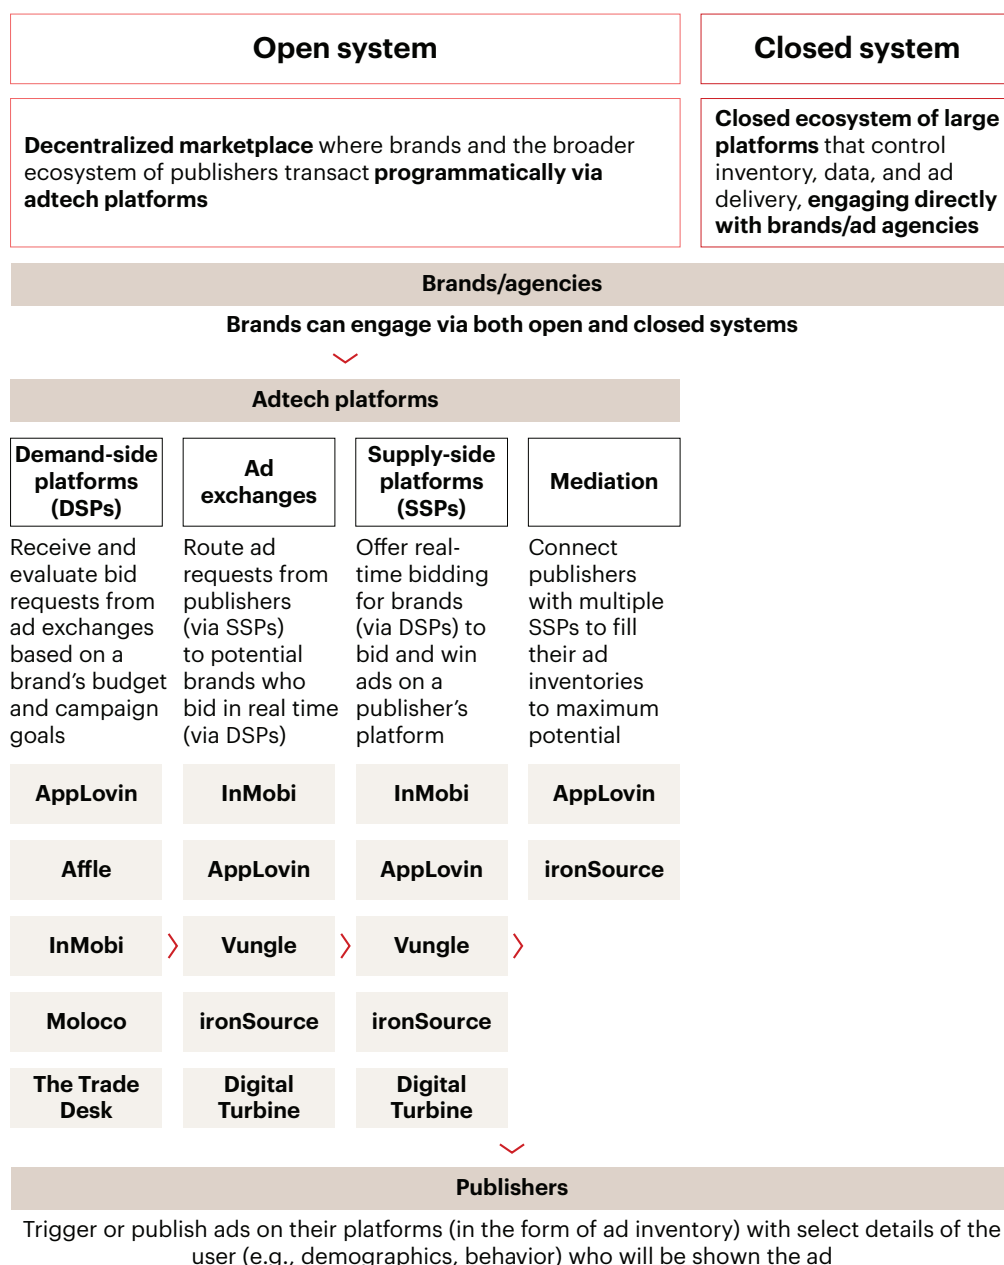 Open system
Closed system
Decentralized marketplace where brands and the broader
ecosystem of publishers transact programmatically via
adtech platforms
Closed ecosystem of large
platforms that control
inventory, data, and ad
delivery, engaging directly
with brands/ad agencies
Brands/agencies
Brands can engage via both open and closed systems
Adtech platforms
Demand-side
platforms
(DSPs)
Ad
exchanges
Supply-side
platforms
(SSPs)
Mediation
Receive and
evaluate bid
requests from
ad exchanges
based on a
brand’s budget
and campaign
goals
Route ad
requests from
publishers
(via SSPs)
to potential
brands who
bid in real time
(via DSPs)
Offer real-
time bidding
for brands
(via DSPs) to
bid and win
ads on a
publisher’s
platform
Connect
publishers
with multiple
SSPs to fill
their ad
inventories
to maximum
potential
AppLovin
InMobi
InMobi
AppLovin
Affle
AppLovin
AppLovin
ironSource
InMobi
Vungle
Vungle
Moloco
ironSource
ironSource
The Trade
Desk
Digital
Turbine
Digital
Turbine
Publishers
Trigger or publish ads on their platforms (in the form of ad inventory) with select details of the
user (e.g., demographics, behavior) who will be shown the ad